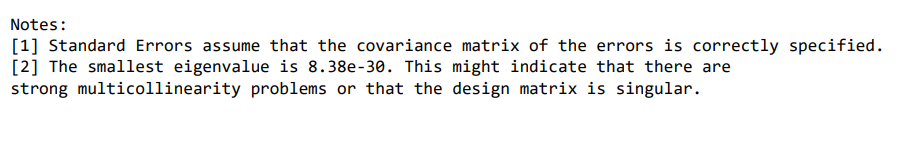 Notes:
[1] Standard Errors assume that the covariance matrix of the errors is correctly specified.
[2] The smallest eigenvalue is 8.38e-30. This might indicate that there are
strong multicollinearity problems or that the design matrix is singular.